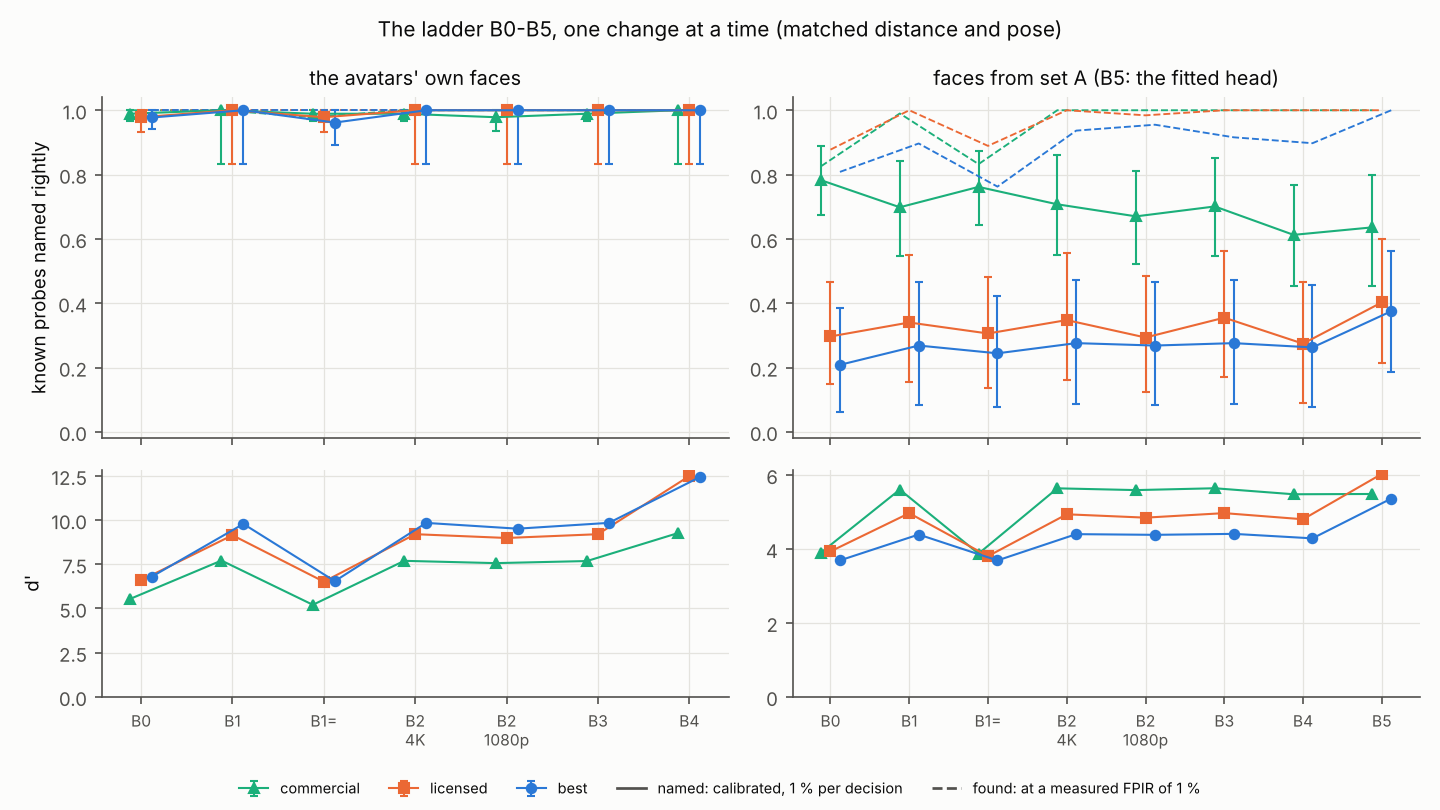 The ladder B0-B5, one change at a time (matched distance and pose)
the avatars' own faces
faces from set A (B5: the fitted head)
known probes named rightly
1.0
0.8
0.6
0.4
0.2
0.0
1.0
0.8
0.6
0.4
0.2
0.0
d'
12.5
10.0
7.5
5.0
2.5
0.0
6
4
2
0
B0 B1 B1= B2 B2 B3 B4
4K 1080p
B0 B1 B1= B2 B2 B3 B4 B5
4K 1080p
commercial licensed best named: calibrated, 1 % per decision found: at a measured FPIR of 1 %